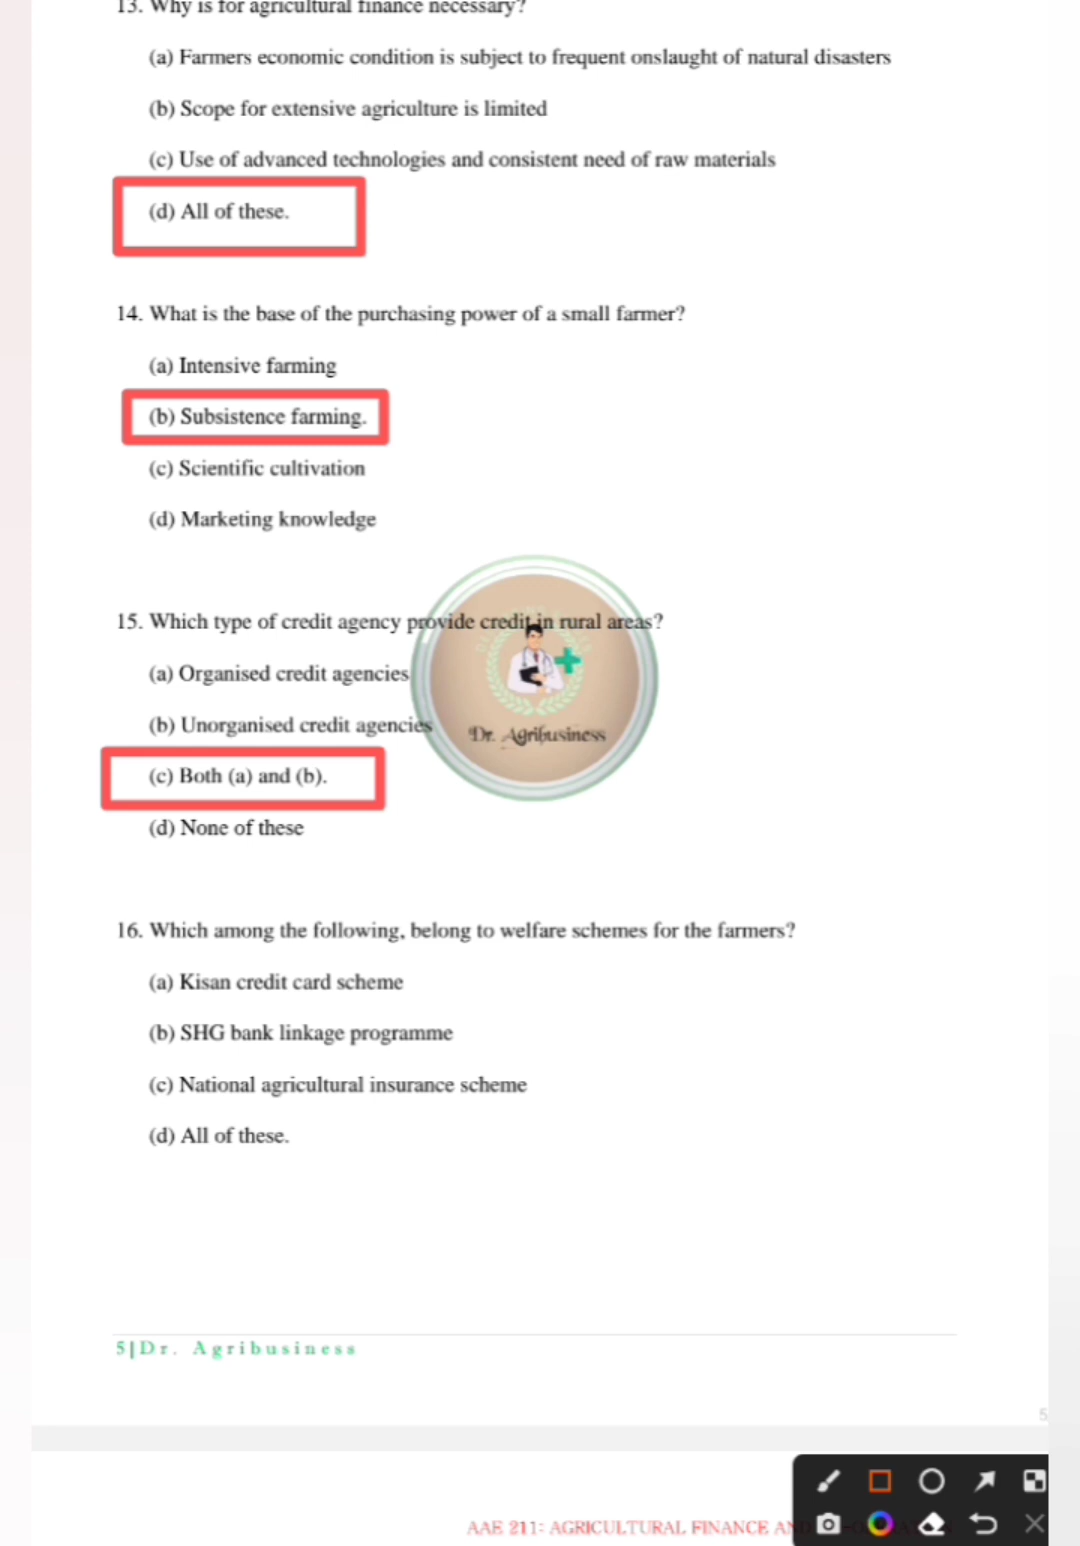 13. Why is for agricultural finance necessary?
(a) Farmers economic condition is subject to frequent onslaught of natural disasters
(b) Scope for extensive agriculture is limited
(c) Use of advanced technologies and consistent need of raw materials
(d) All of these.
14. What is the base of the purchasing power of a small farmer?
(a) Intensive farming
(b) Subsistence farming.
(c) Scientific cultivation
(d) Marketing knowledge
15. Which type of credit agency provide credit in rural areas?
(a) Organised credit agencies
(b) Unorganised credit agencies
Dr. Agribusiness
(c) Both (a) and (b).
(d) None of these
16. Which among the following, belong to welfare schemes for the farmers?
(a) Kisan credit card scheme
(b) SHG bank linkage programme
(c) National agricultural insurance scheme
(d) All of these.
5|Dr. Agribusiness
5
AAE 211: AGRICULTURAL FINANCE